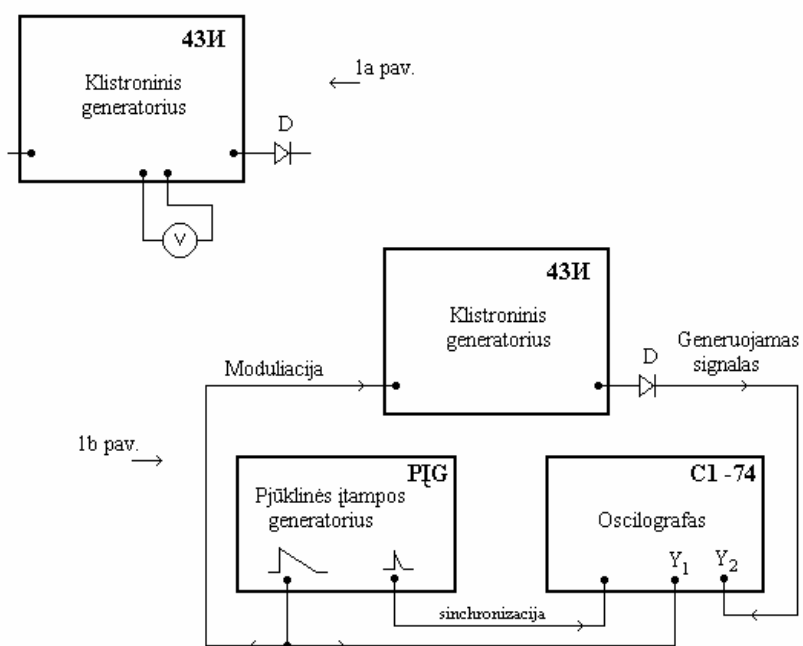 43И
Klistroninis
generatorius
1a pav.
D
V
43И
Klistroninis
generatorius
D
Generuojamas
signalas
Moduliacija
1b pav.
PĮG
Pjūklinės įtampos
generatorius
C1 -74
Oscilografas
Y1
Y2
sinchronizacija